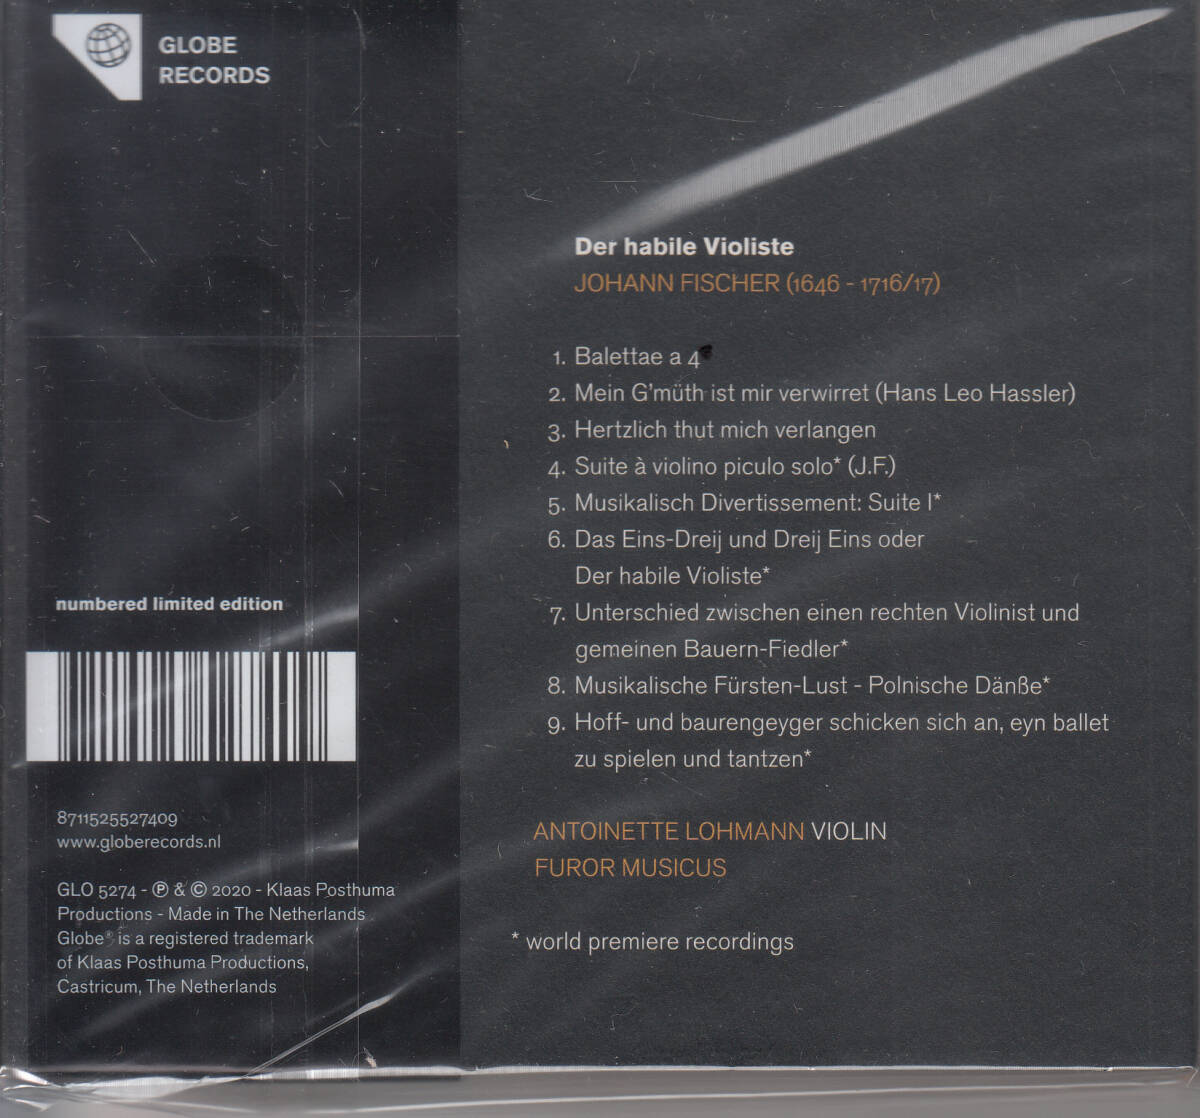 GLOBE
RECORDS
Der habile Violiste
JOHANN FISCHER (1646 - 1716/17)
1. Balettae a 4*
2. Mein G'müth ist mir verwirret (Hans Leo Hassler)
3. Hertzlich thut mich verlangen
4. Suite à violino piculo solo* (J.F.)
5. Musikalisch Divertissement: Suite I*
6. Das Eins-Dreij und Dreij Eins oder
Der habile Violiste*
7. Unterschied zwischen einen rechten Violinist und
gemeinen Bauern-Fiedler*
8. Musikalische Fürsten-Lust - Polnische Dänße*
9. Hoff- und baurengeyger schicken sich an, eyn ballet
zu spielen und tantzen*
ANTOINETTE LOHMANN VIOLIN
FUROR MUSICUS
* world premiere recordings
numbered limited edition
8711525527409
www.globerecords.nl
GLO 5274 - ℗ & © 2020 - Klaas Posthuma
Productions - Made in The Netherlands
Globe® is a registered trademark
of Klaas Posthuma Productions,
Castricum, The Netherlands